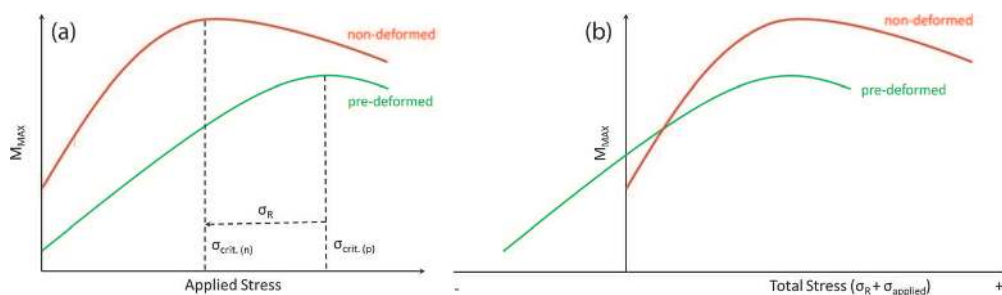 (a)
non-deformed
pre-deformed
M_MAX
σ_R
σ_crit. (n)
σ_crit. (p)
Applied Stress
(b)
non-deformed
pre-deformed
M_MAX
-
Total Stress (σ_R + σ_applied)
+